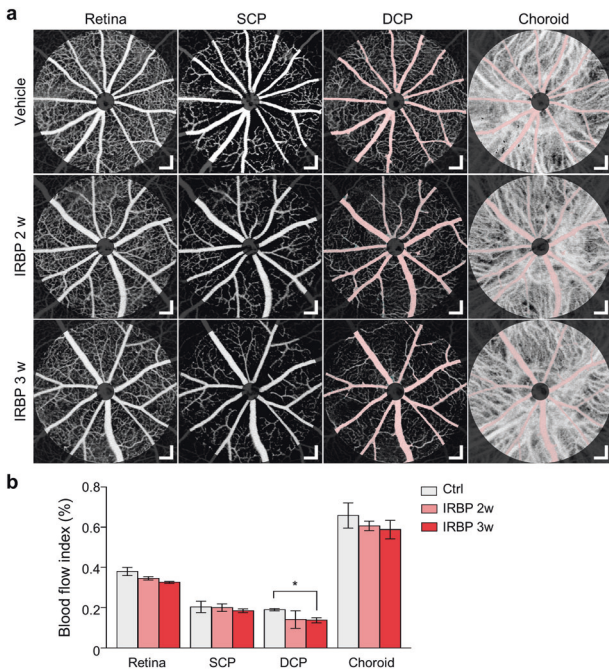 a
Retina SCP DCP Choroid
Vehicle
IRBP 2 w
IRBP 3 w
b
Blood flow index (%)
0.8
0.6
0.4
0.2
0
*
Ctrl
IRBP 2w
IRBP 3w
Retina SCP DCP Choroid